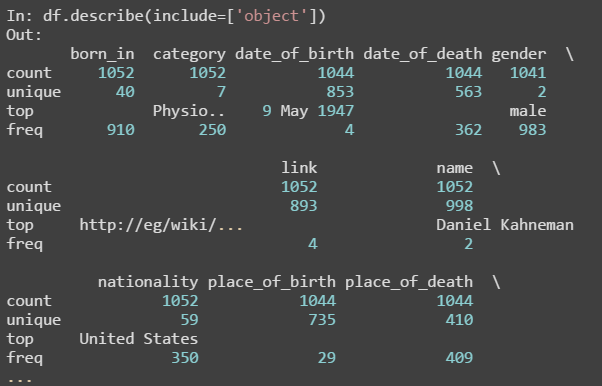 In: df.describe(include=['object'])
Out:
born_in category date_of_birth date_of_death gender \
count 1052 1052 1044 1044 1041
unique 40 7 853 563 2
top Physio.. 9 May 1947 male
freq 910 250 4 362 983
link name \
count 1052 1052
unique 893 998
top http://eg/wiki/... Daniel Kahneman
freq 4 2
nationality place_of_birth place_of_death \
count 1052 1044 1044
unique 59 735 410
top United States
freq 350 29 409
...